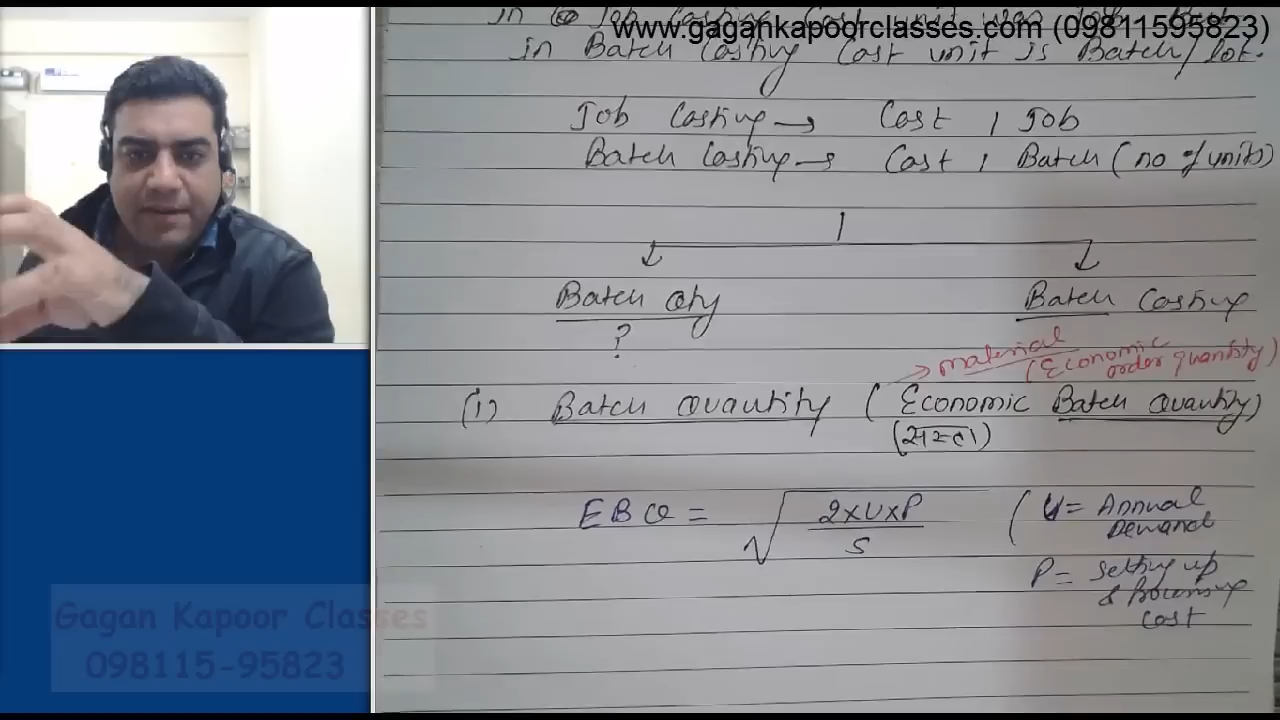 www.gagankapoorclasses.com (09811595823)
in Batch Costing Cost unit is Batch/lot.
Job Costing → Cost / Job
Batch Costing → Cost / Batch (no of units)
Batch Qty Batch Costing
?
→ material (Economic order quantity)
(1) Batch Quantity (Economic Batch Quantity)
(सस्ता)
EBQ = √ 2×U×P / S (U = Annual Demand
P = Setting up & Processing Cost
Gagan Kapoor Classes
098115-95823